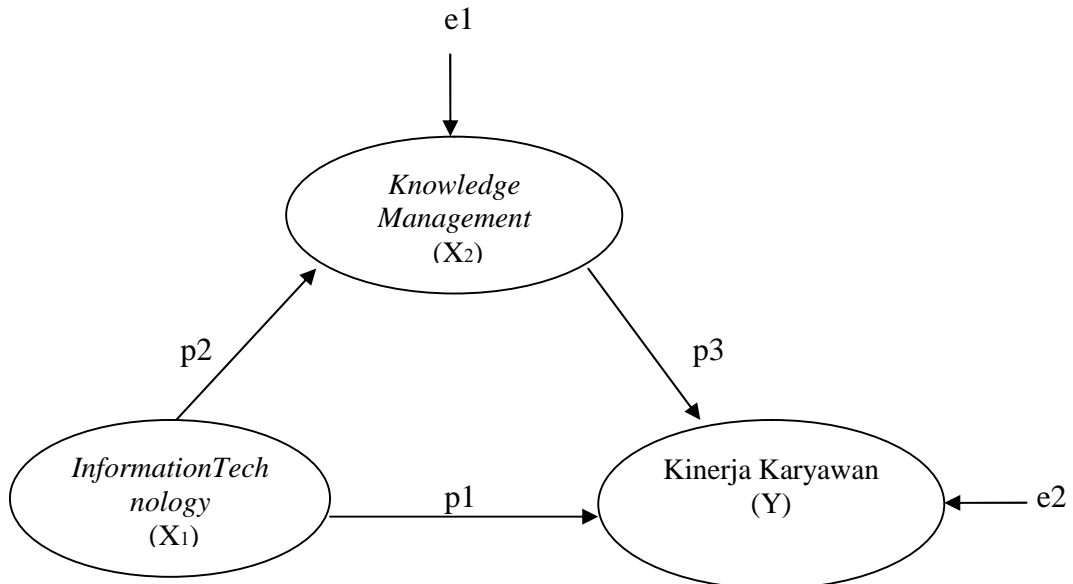 e1
Knowledge
Management
(X2)
p2
p3
InformationTech
nology
(X1)
p1
Kinerja Karyawan
(Y)
e2